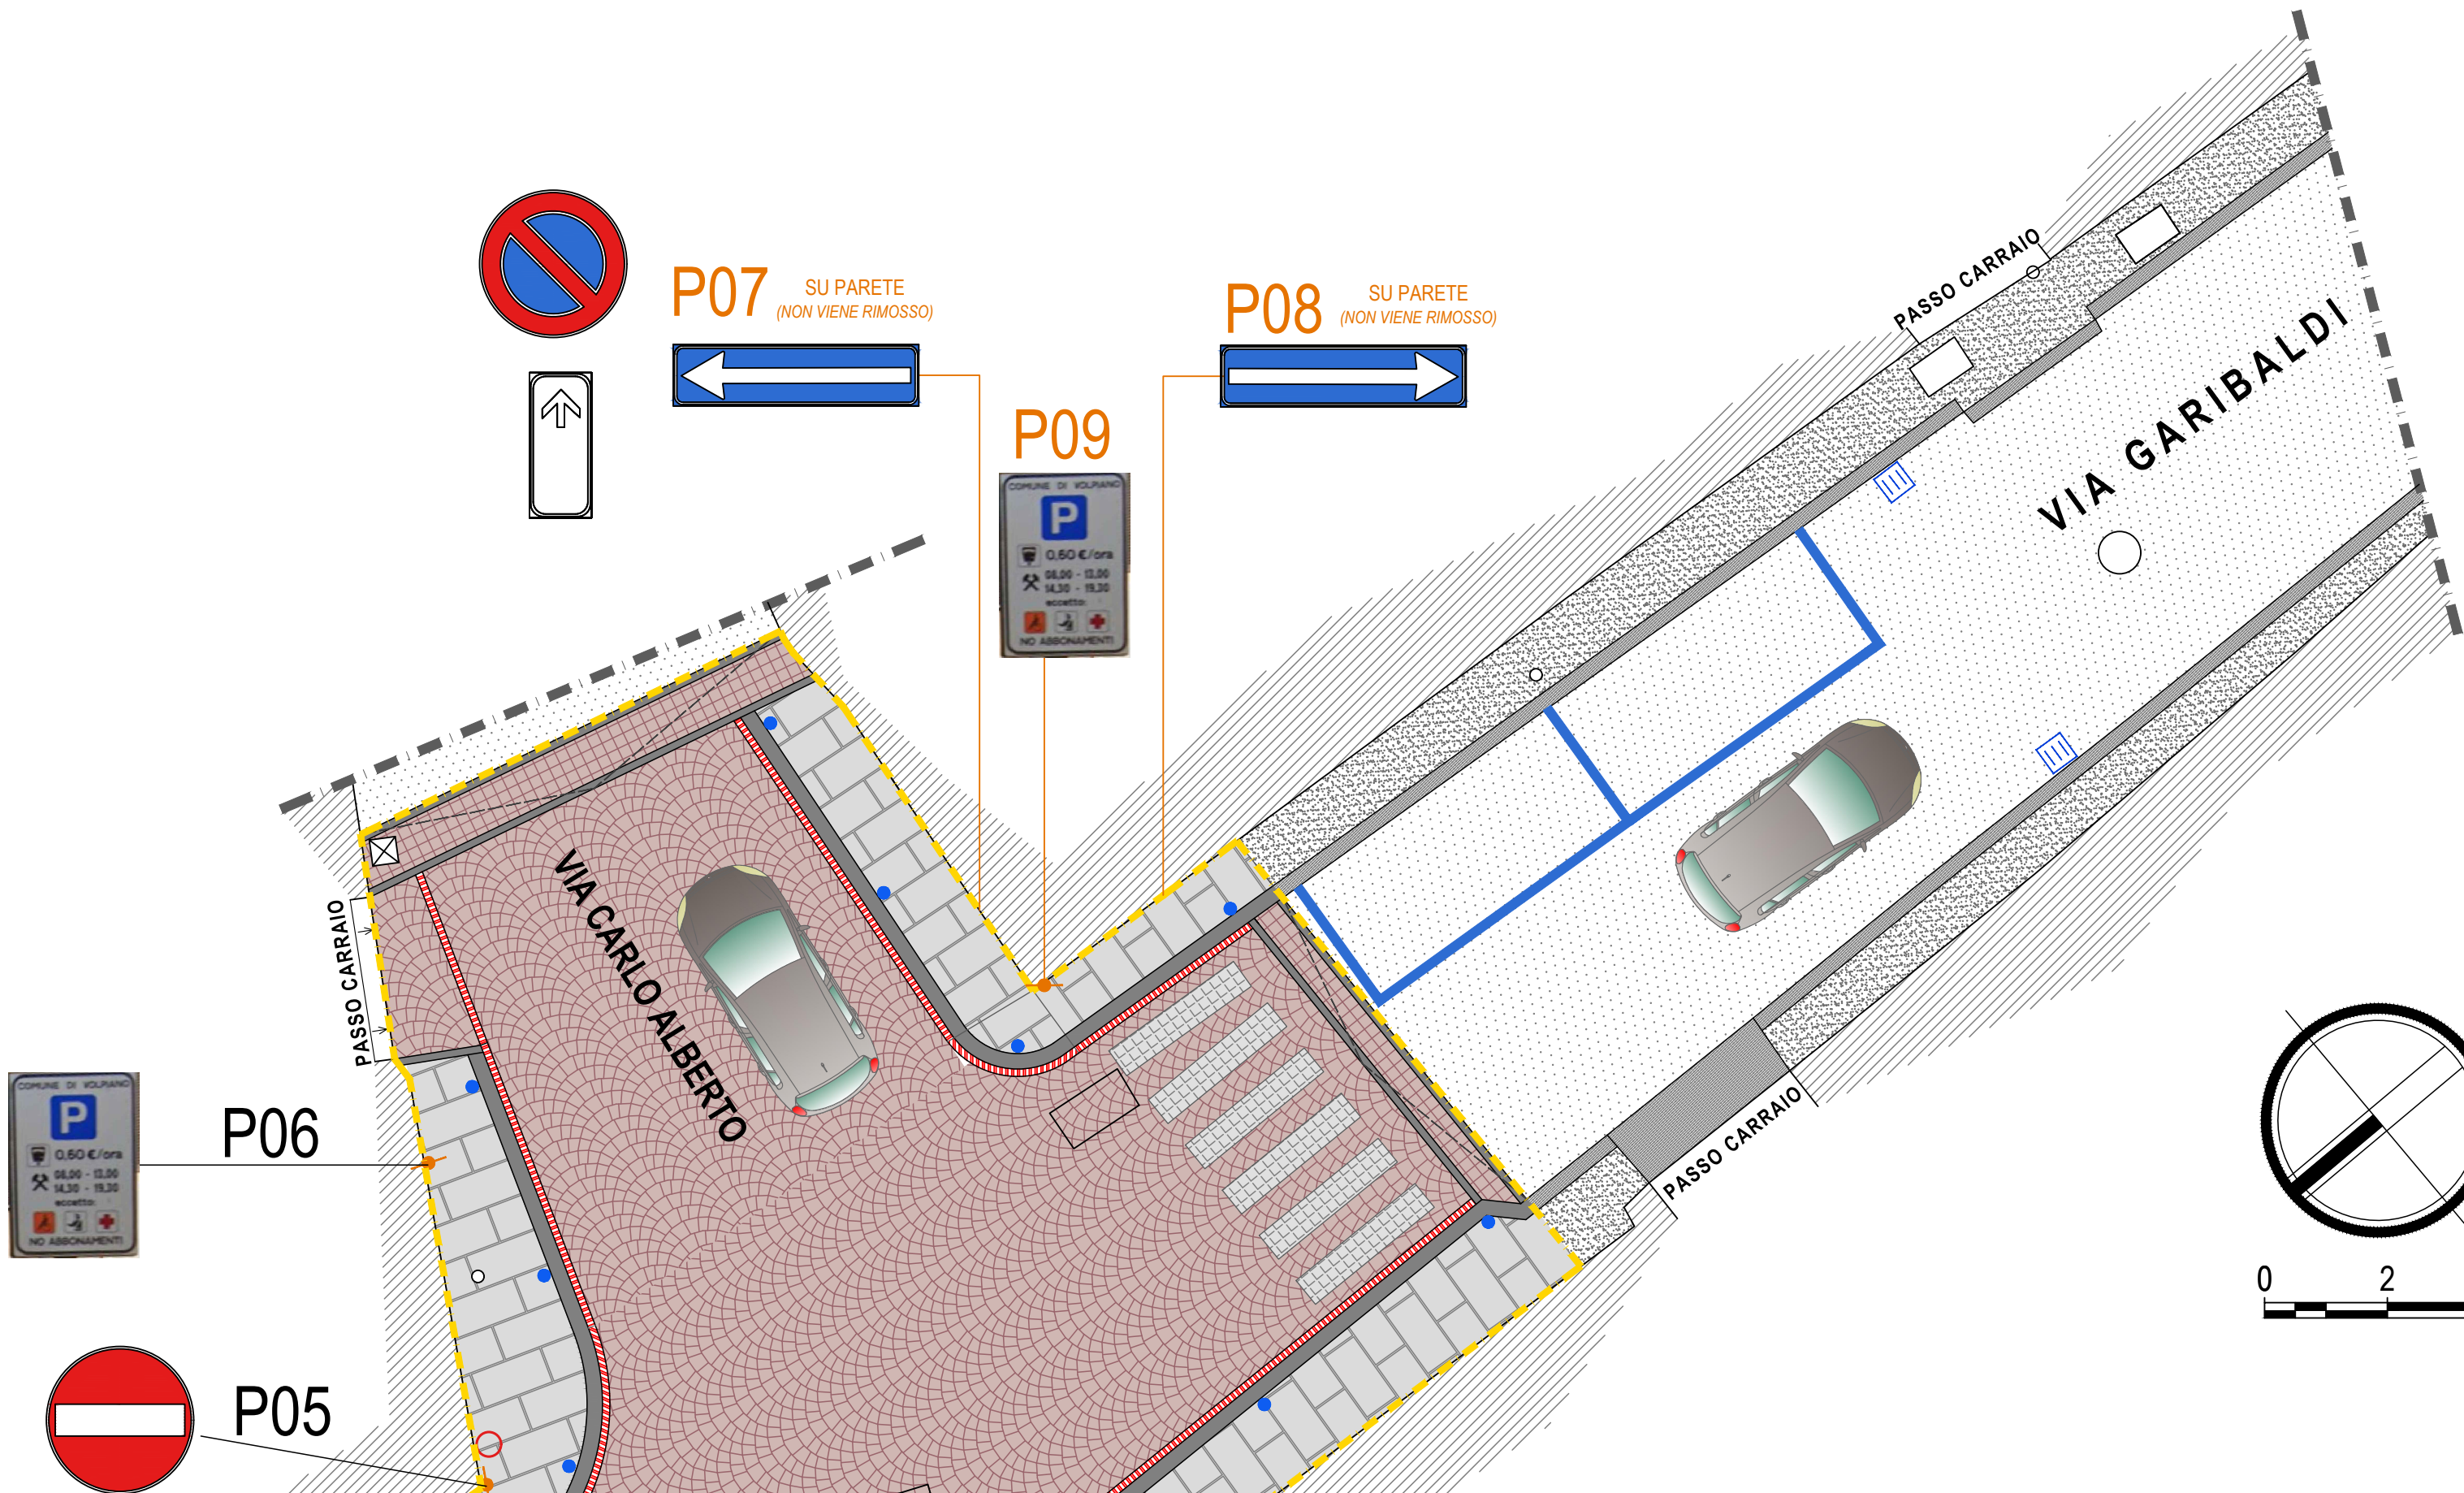 P07
SU PARETE
(NON VIENE RIMOSSO)
P08
SU PARETE
(NON VIENE RIMOSSO)
P09
COMUNE DI VOLPIANO
P
0,60 €/ora
08,00 - 13,00
14,30 - 19,30
eccetto:
NO ABBONAMENTI
PASSO CARRAIO
VIA GARIBALDI
VIA CARLO ALBERTO
PASSO CARRAIO
PASSO CARRAIO
COMUNE DI VOLPIANO
P
0,60 €/ora
08,00 - 13,00
14,30 - 19,30
eccetto:
NO ABBONAMENTI
P06
P05
0 2